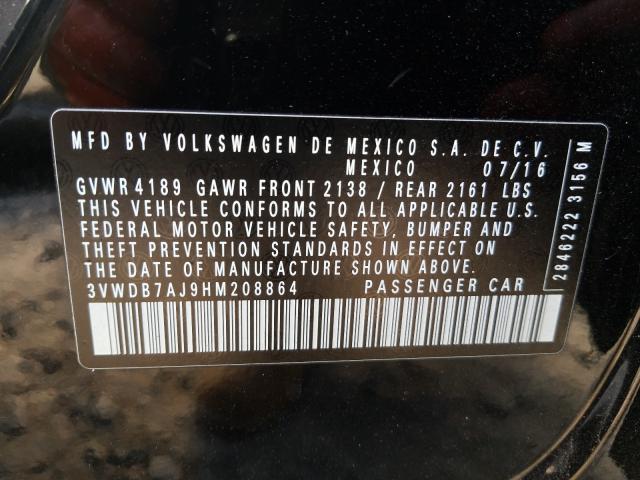 MFD BY VOLKSWAGEN DE MEXICO S.A. DE C.V.
MEXICO 07/16
GVWR 4189 GAWR FRONT 2138 / REAR 2161 LBS
THIS VEHICLE CONFORMS TO ALL APPLICABLE U.S.
FEDERAL MOTOR VEHICLE SAFETY, BUMPER AND
THEFT PREVENTION STANDARDS IN EFFECT ON
THE DATE OF MANUFACTURE SHOWN ABOVE.
3VWDB7AJ9HM208864 PASSENGER CAR
2846222 3156 M